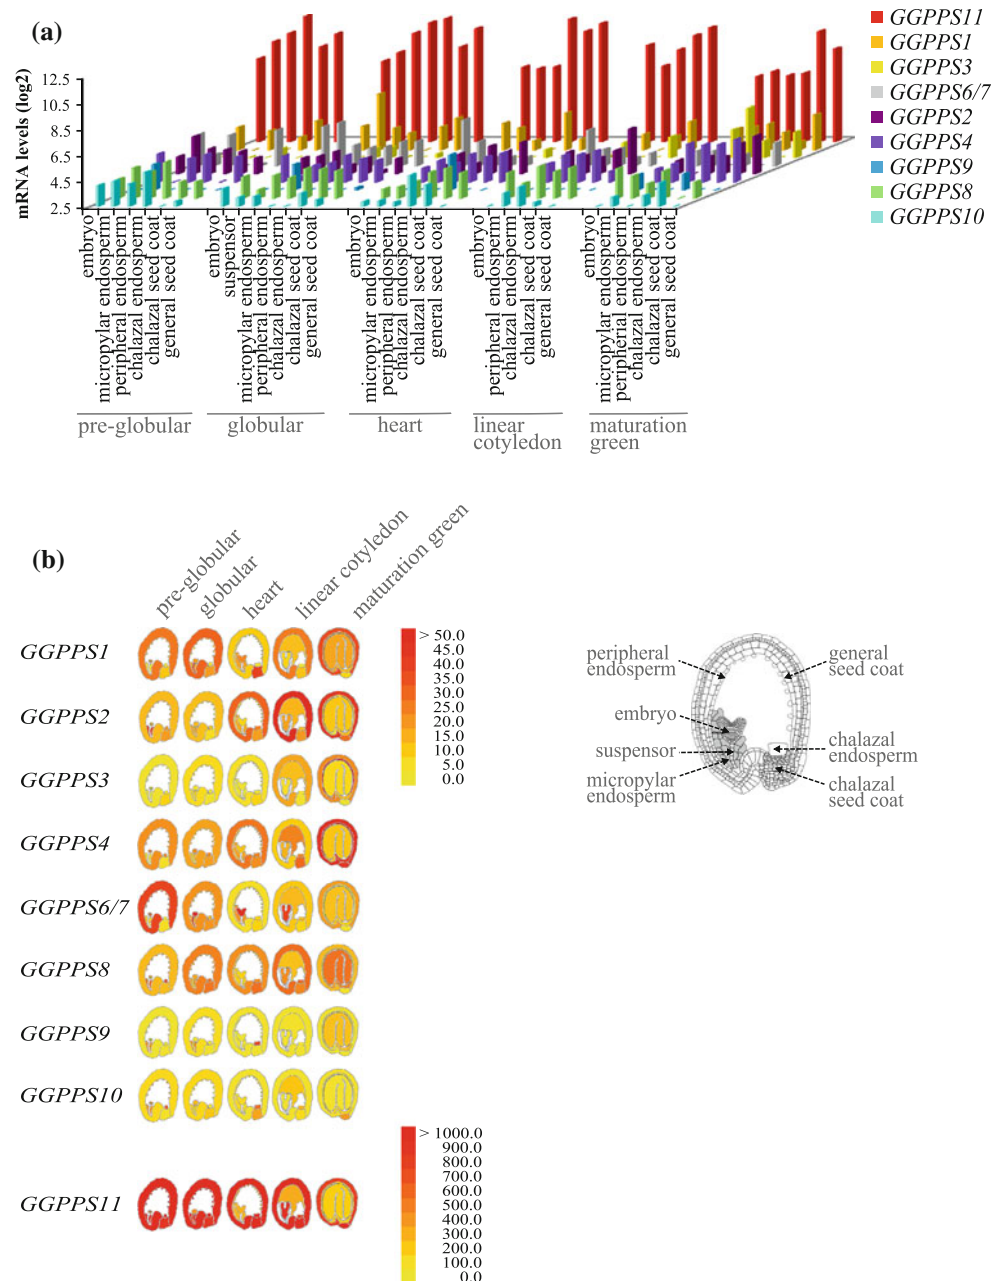 (a)
mRNA levels (log2)
12.5
10.5
8.5
6.5
4.5
2.5
GGPPS11
GGPPS1
GGPPS3
GGPPS6/7
GGPPS2
GGPPS4
GGPPS9
GGPPS8
GGPPS10
embryo
micropylar endosperm
peripheral endosperm
chalazal endosperm
chalazal seed coat
general seed coat
embryo
suspensor
micropylar endosperm
peripheral endosperm
chalazal endosperm
chalazal seed coat
general seed coat
embryo
micropylar endosperm
peripheral endosperm
chalazal endosperm
chalazal seed coat
general seed coat
embryo
peripheral endosperm
chalazal endosperm
chalazal seed coat
general seed coat
embryo
micropylar endosperm
periphERIAL endosperm
chalazal endosperm
chalazal seed coat
general seed coat
pre-globular
globular
heart
linear
cotyledon
maturation
green
(b)
pre-globular
globular
heart
linear cotyledon
maturation green
GGPPS1
GGPPS2
GGPPS3
GGPPS4
GGPPS6/7
GGPPS8
GGPPS9
GGPPS10
GGPPS11
> 50.0
45.0
40.0
35.0
30.0
25.0
20.0
15.0
10.0
5.0
0.0
> 1000.0
900.0
800.0
700.0
600.0
500.0
400.0
300.0
200.0
100.0
0.0
peripheral
endosperm
embryo
suspensor
micropylar
endosperm
general
seed coat
chalazal
endosperm
chalazal
seed coat